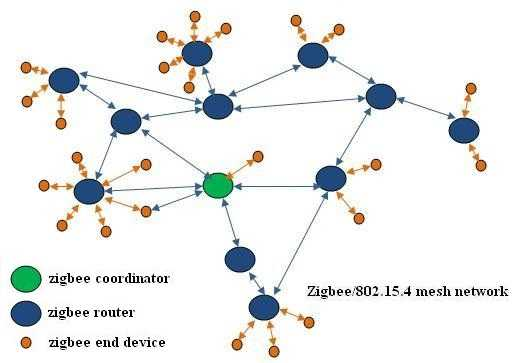 zigbee coordinator
Zigbee/802.15.4 mesh network
zigbee router
zigbee end device